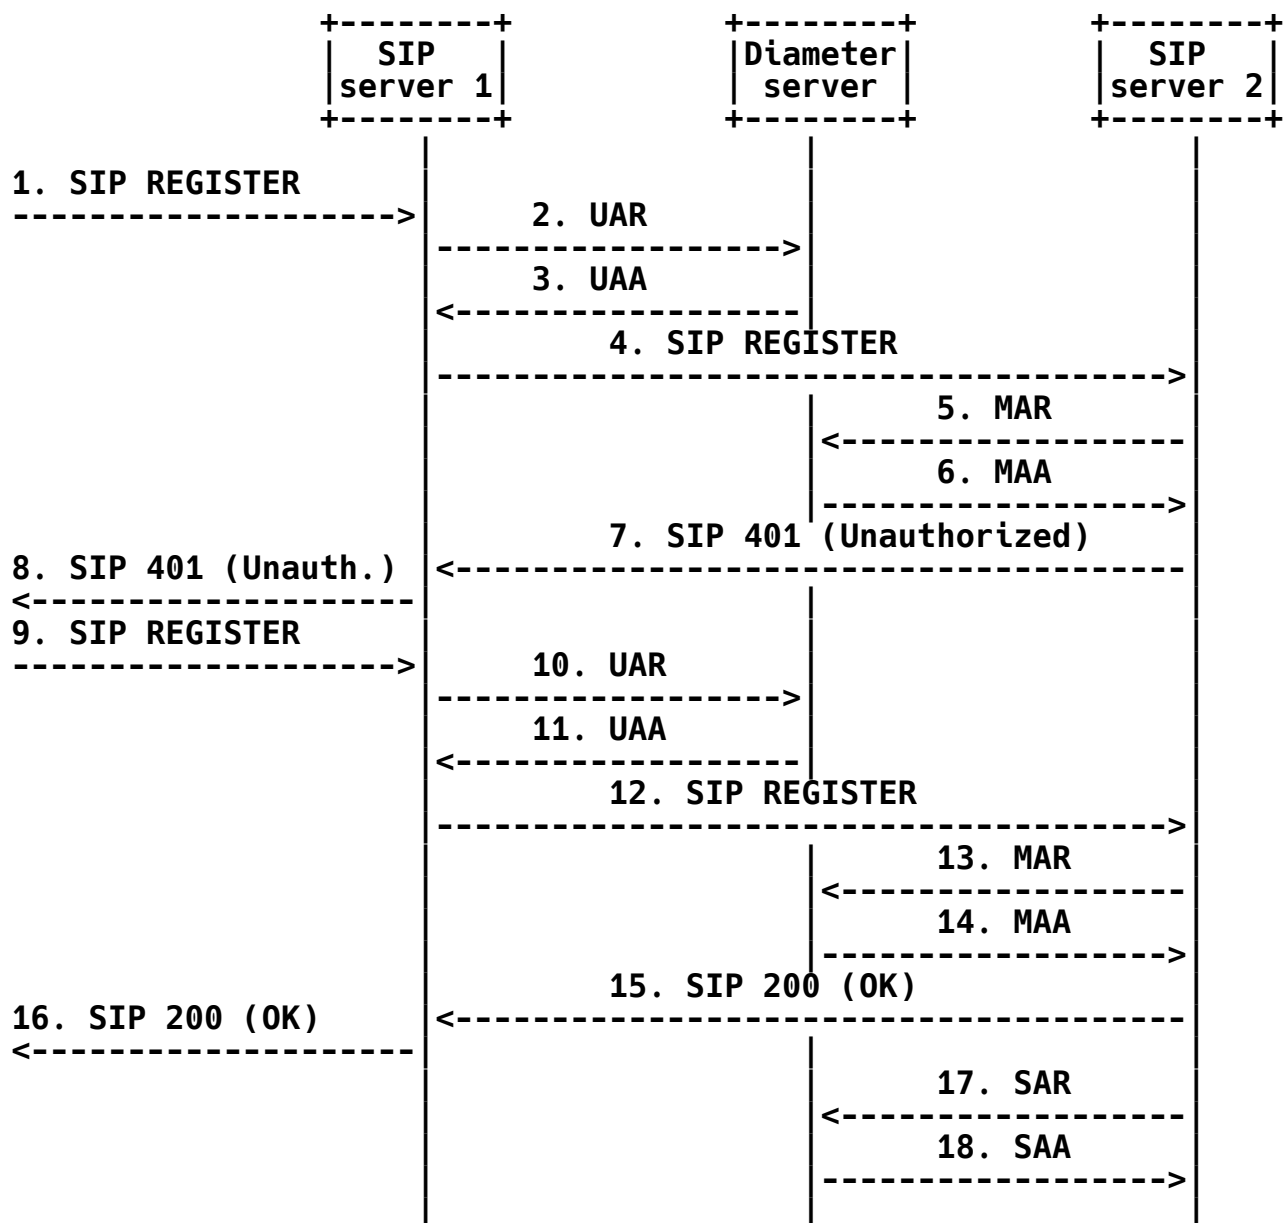 +--------+ +--------+ +--------+
| SIP | |Diameter| | SIP |
|server 1| | server | |server 2|
+--------+ +--------+ +--------+
1. SIP REGISTER
-------------------->
2. UAR
------------------>
3. UAA
<------------------
4. SIP REGISTER
-------------------------------------->
5. MAR
<------------------
6. MAA
------------------>
7. SIP 401 (Unauthorized)
8. SIP 401 (Unauth.) <--------------------------------------
<--------------------
9. SIP REGISTER
-------------------->
10. UAR
------------------>
11. UAA
<------------------
12. SIP REGISTER
-------------------------------------->
13. MAR
<------------------
14. MAA
------------------>
15. SIP 200 (OK)
16. SIP 200 (OK) <--------------------------------------
<--------------------
17. SAR
<------------------
18. SAA
------------------>